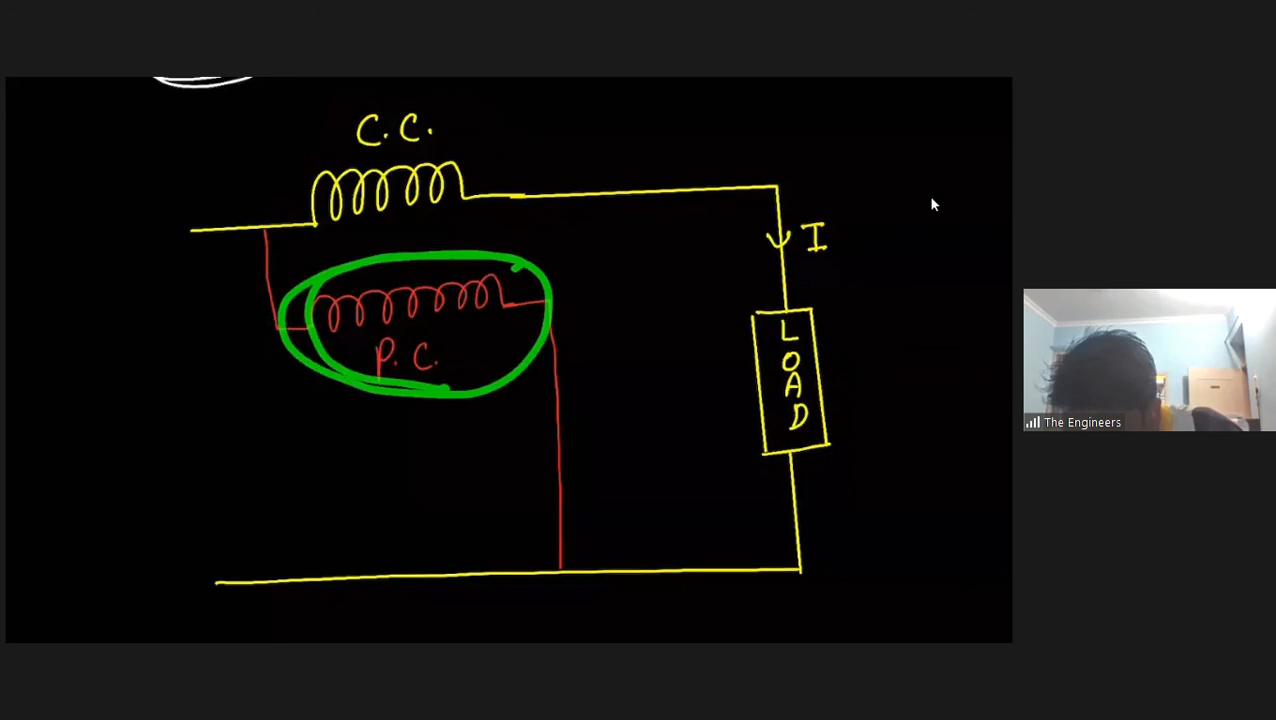 C.C.
I
P.C.
LOAD
The Engineers